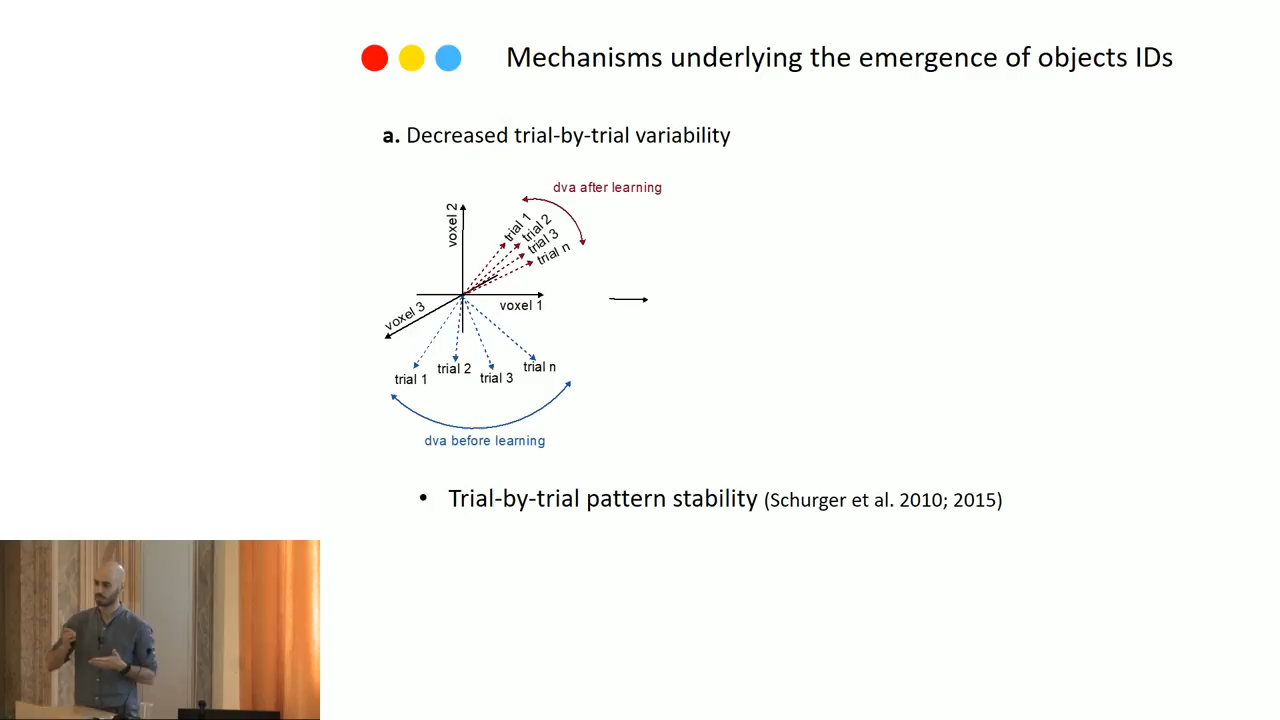 Mechanisms underlying the emergence of objects IDs
a. Decreased trial-by-trial variability
dva after learning
voxel 2
trial 1
trial 2
trial 3
trial n
voxel 1
voxel 3
trial 1
trial 2
trial 3
trial n
dva before learning
• Trial-by-trial pattern stability (Schurger et al. 2010; 2015)